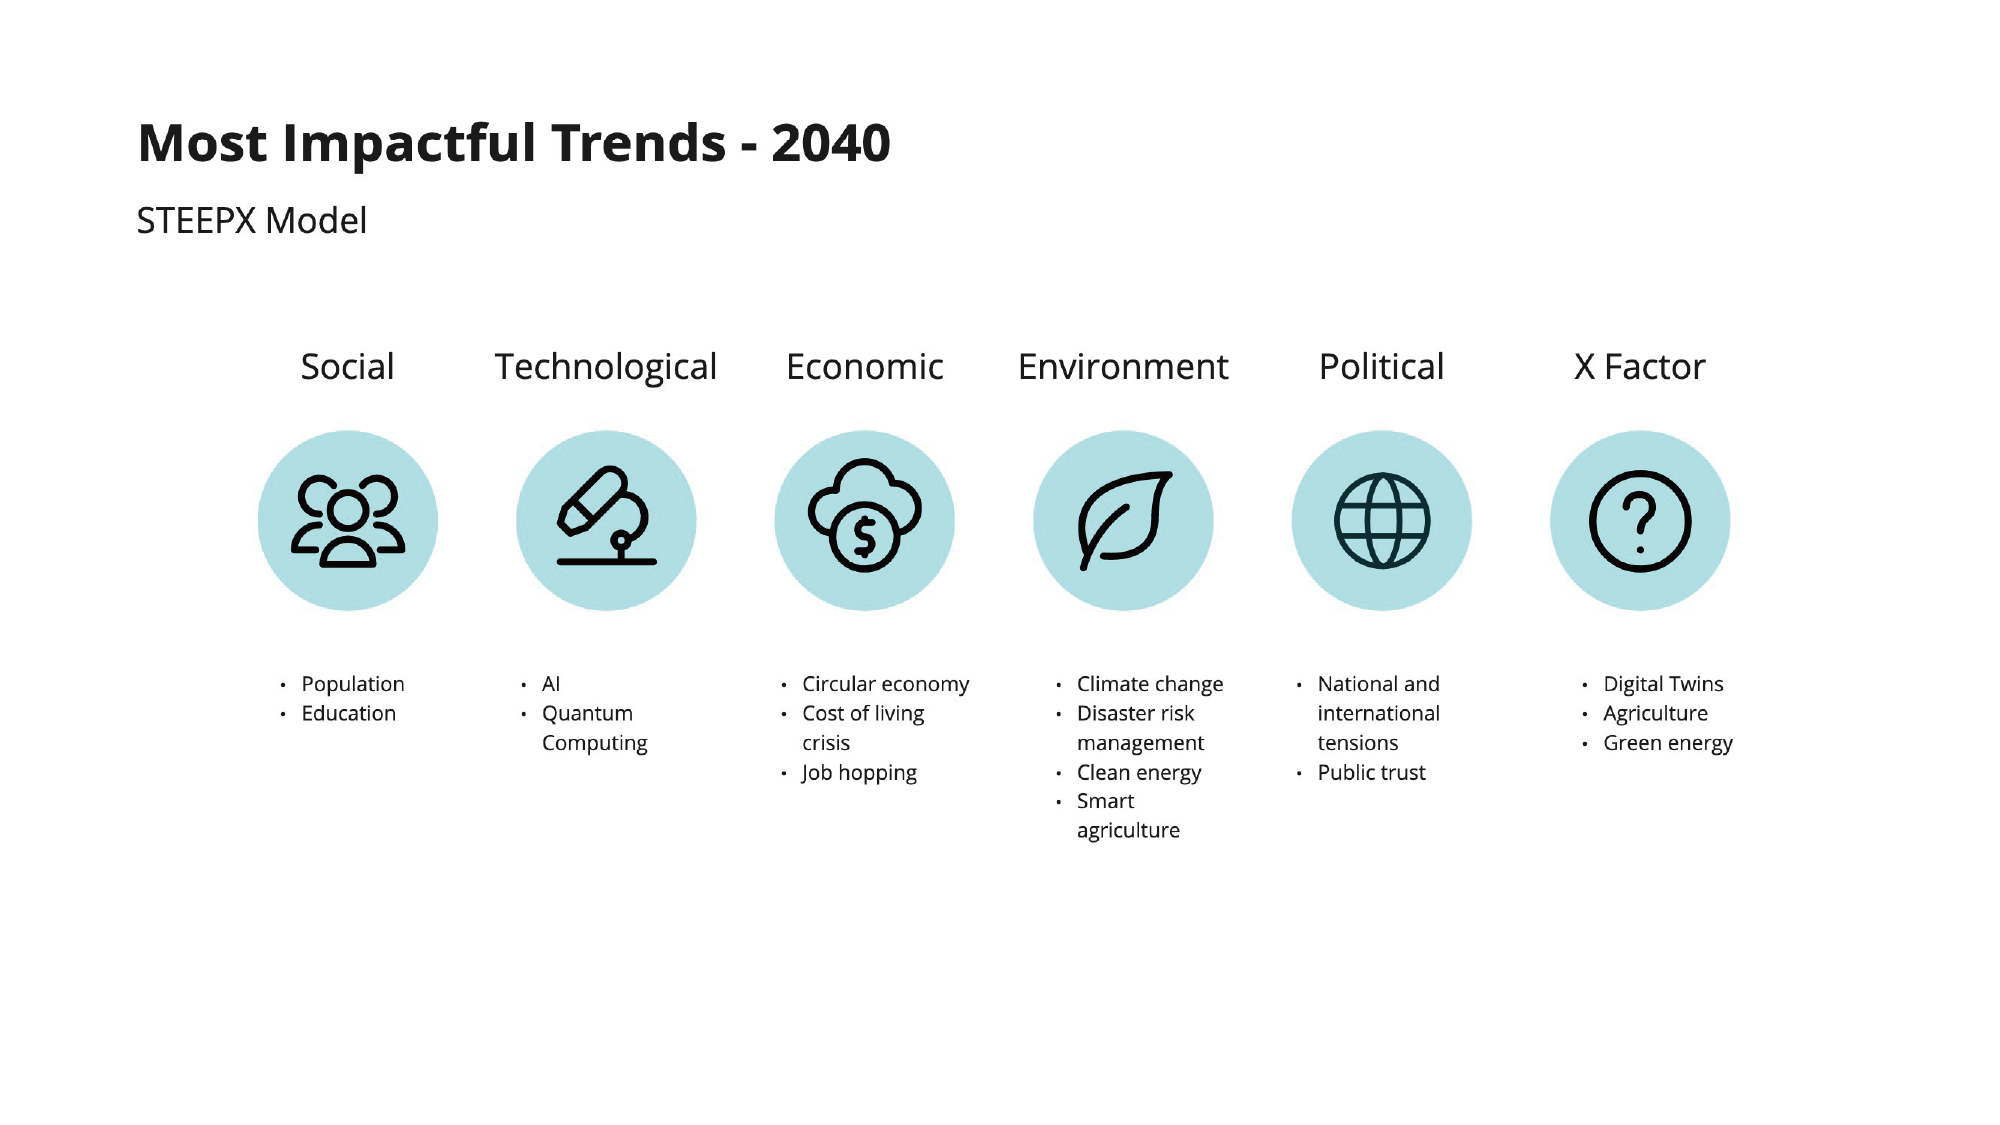 Most Impactful Trends - 2040
STEEPX Model
Social
Technological
Economic
Environment
Political
X Factor
$
?
• Population
• Education
• AI
• Quantum
Computing
• Circular economy
• Cost of living
crisis
• Job hopping
• Climate change
• Disaster risk
management
• Clean energy
• Smart
agriculture
• National and
international
tensions
• Public trust
• Digital Twins
• Agriculture
• Green energy